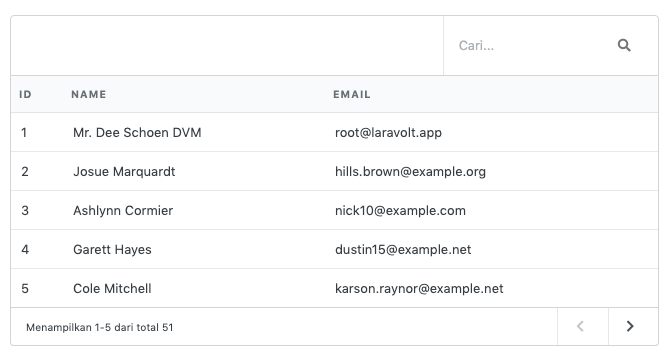 Cari...
ID NAME EMAIL
1 Mr. Dee Schoen DVM root@laravolt.app
2 Josue Marquardt hills.brown@example.org
3 Ashlynn Cormier nick10@example.com
4 Garett Hayes dustin15@example.net
5 Cole Mitchell karson.raynor@example.net
Menampilkan 1-5 dari total 51